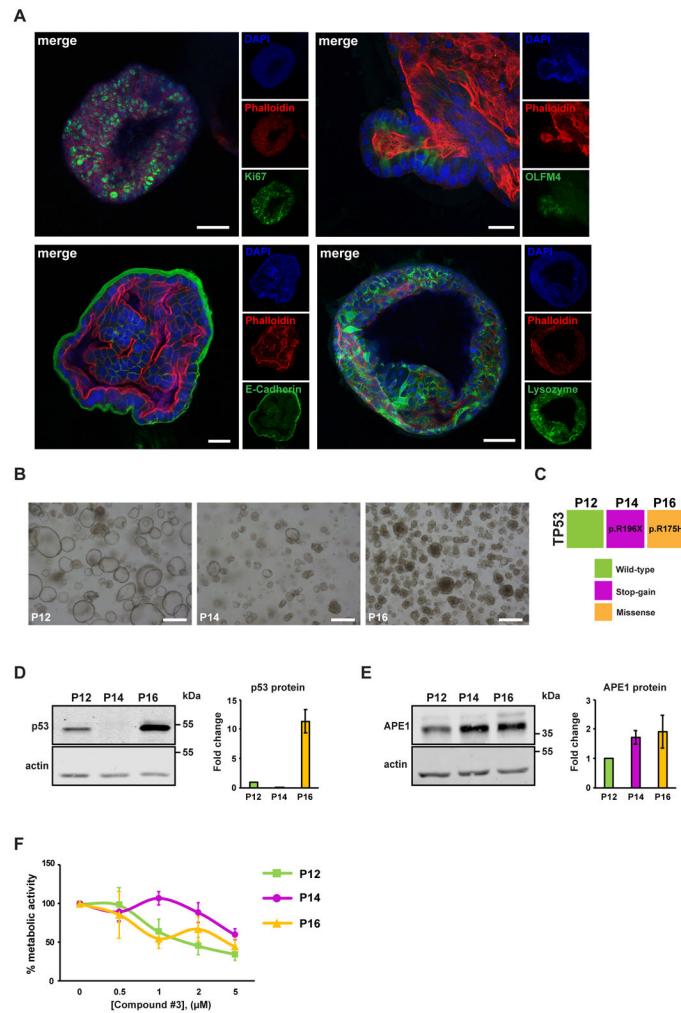 A
merge
DAPI
Phalloidin
Ki67
merge
DAPI
Phalloidin
OLFM4
merge
DAPI
Phalloidin
E-Cadherin
merge
DAPI
Phalloidin
Lysozyme
B
P12
P14
P16
C
P12 P14 P16
TP53
p.R196X
p.R175H
Wild-type
Stop-gain
Missense
D
P12 P14 P16 kDa
p53
55
55
actin
p53 protein
Fold change
15
10
5
0
P12 P14 P16
E
P12 P14 P16 kDa
APE1
35
55
actin
APE1 protein
Fold change
3
2
1
0
P12 P14 P16
F
% metabolic activity
150
100
50
0
0 0.5 1 2 5
[Compound #3], (µM)
P12
P14
P16